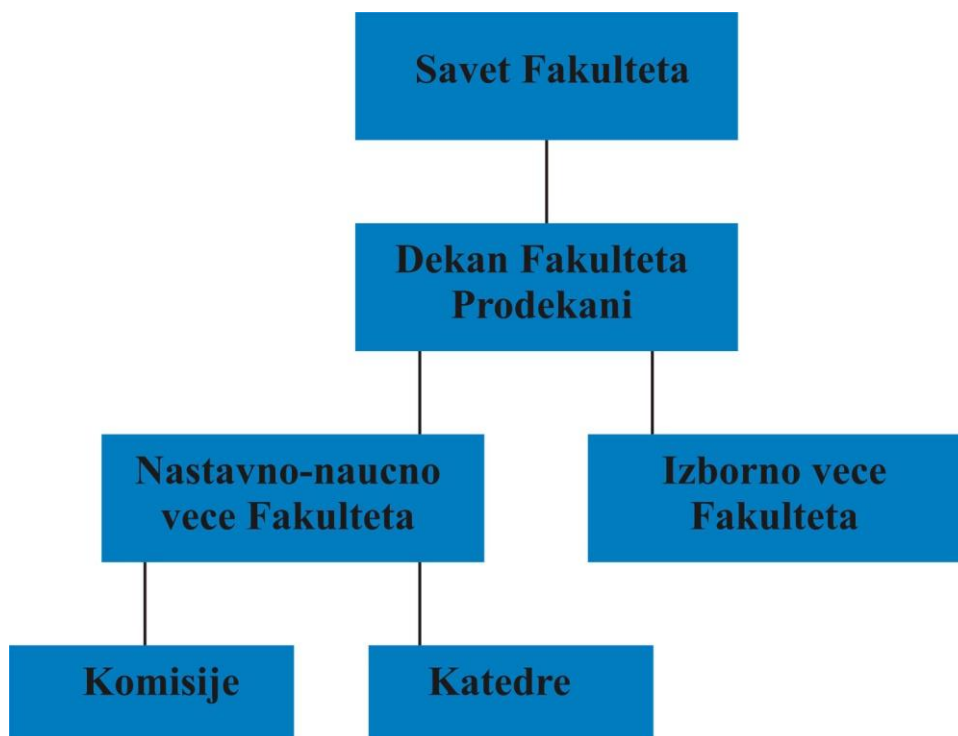 Savet Fakulteta
Dekan Fakulteta
Prodekani
Nastavno-naucno
vece Fakulteta
Izborno vece
Fakulteta
Komisije
Katedre